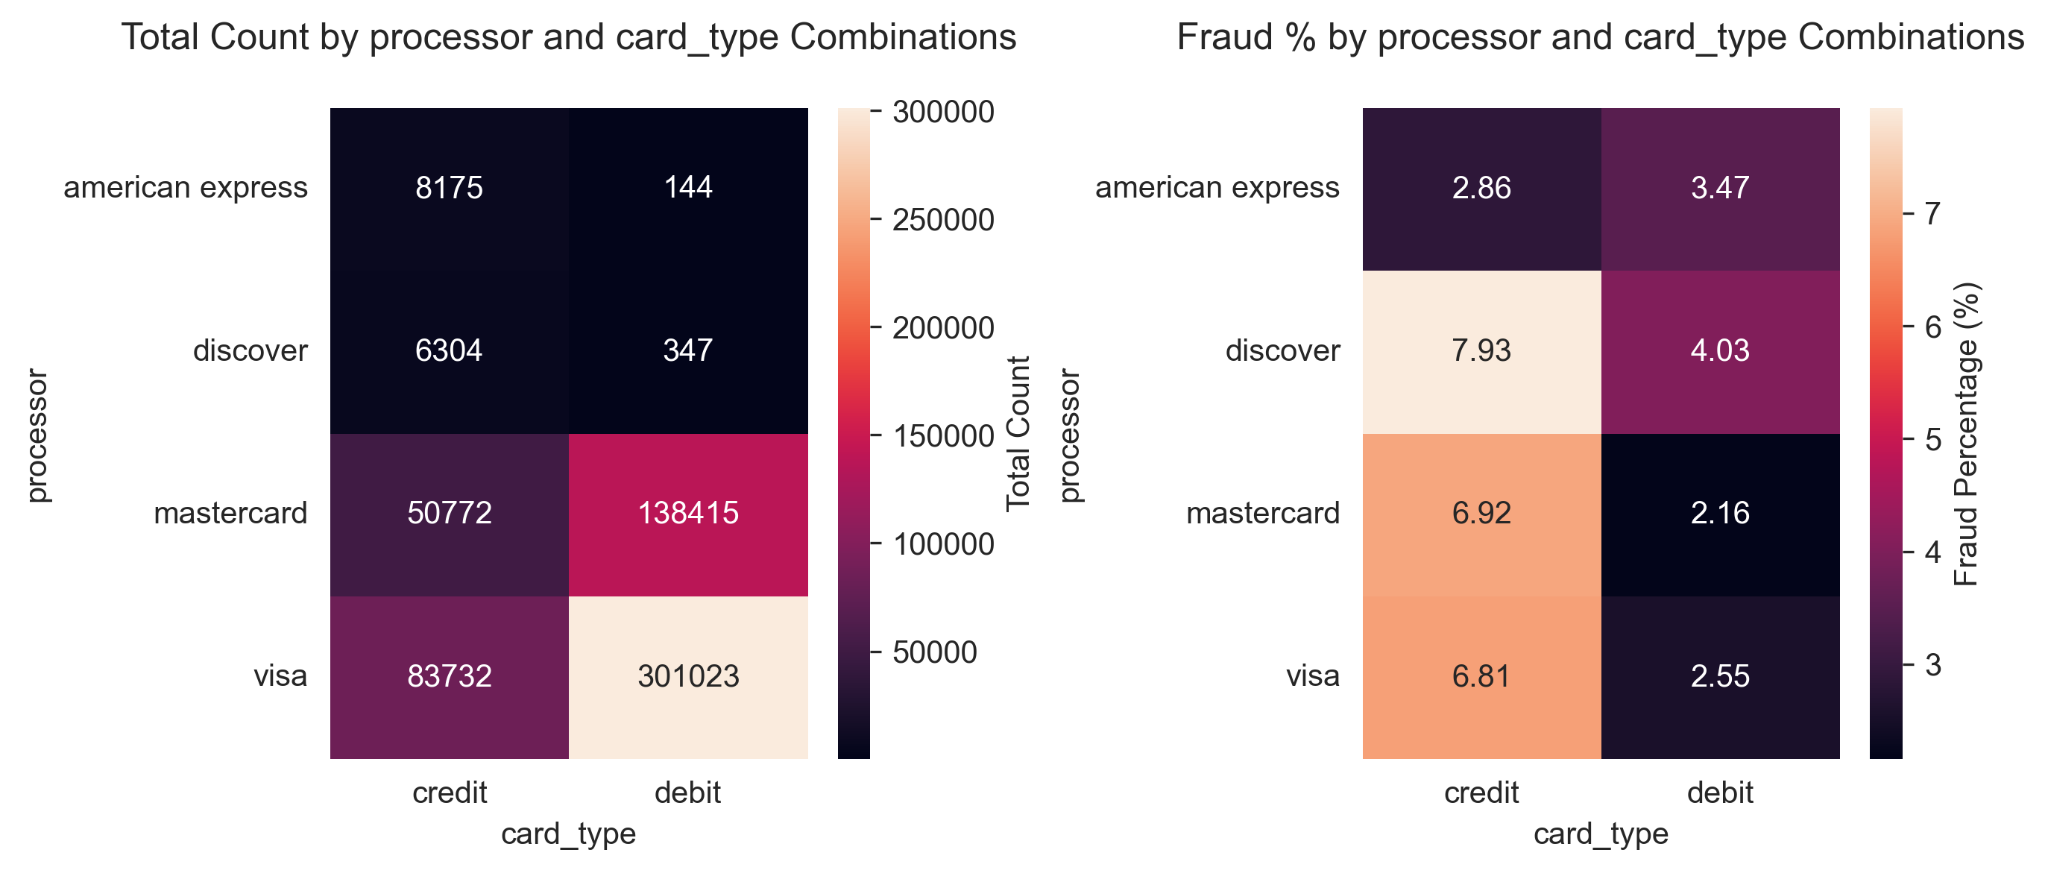 Total Count by processor and card_type Combinations
processor
american express
discover
mastercard
visa
8175 144
6304 347
50772 138415
83732 301023
credit debit
card_type
300000
250000
200000
150000
100000
50000
Total Count
Fraud % by processor and card_type Combinations
processor
american express
discover
mastercard
visa
2.86 3.47
7.93 4.03
6.92 2.16
6.81 2.55
credit debit
card_type
7
6
5
4
3
Fraud Percentage (%)